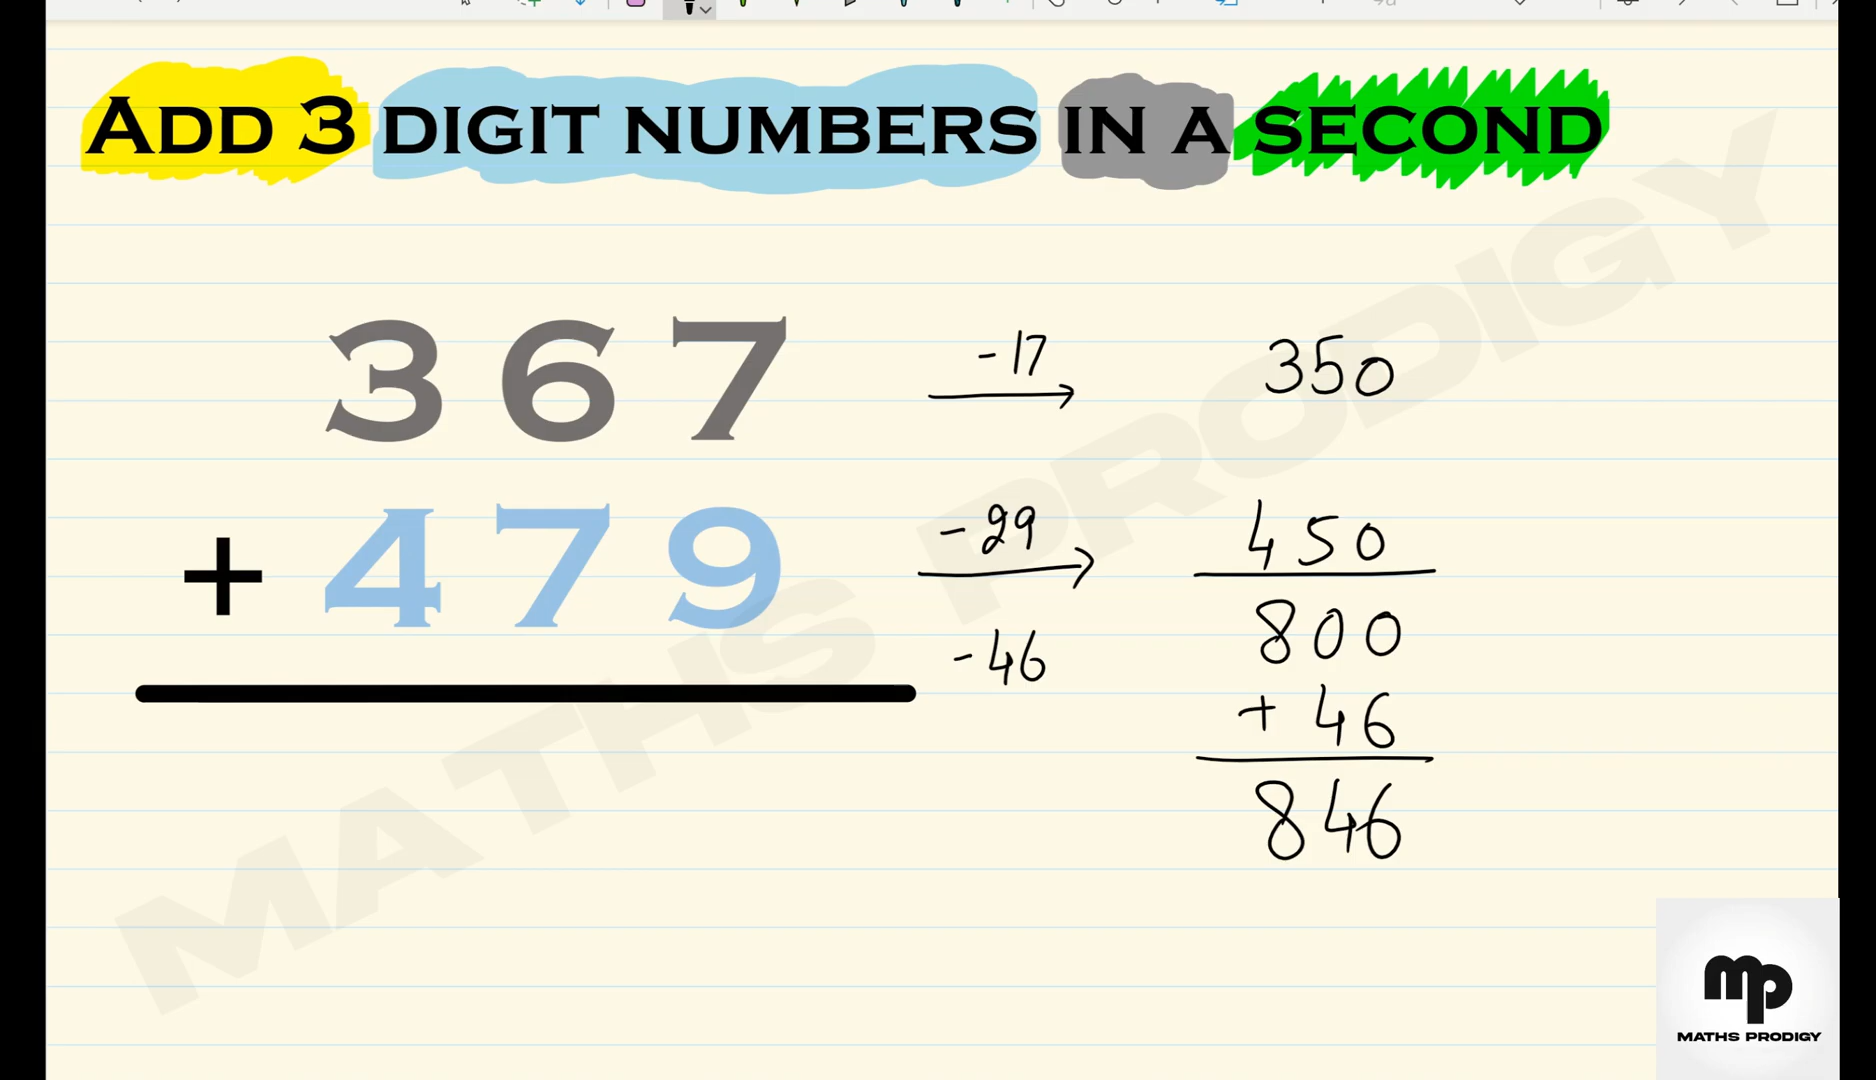 ADD 3 DIGIT NUMBERS IN A SECOND
367 -17 350
+ 479 -29 450
-46 800
+ 46
846
MATHS PRODIGY
mp
MATHS PRODIGY